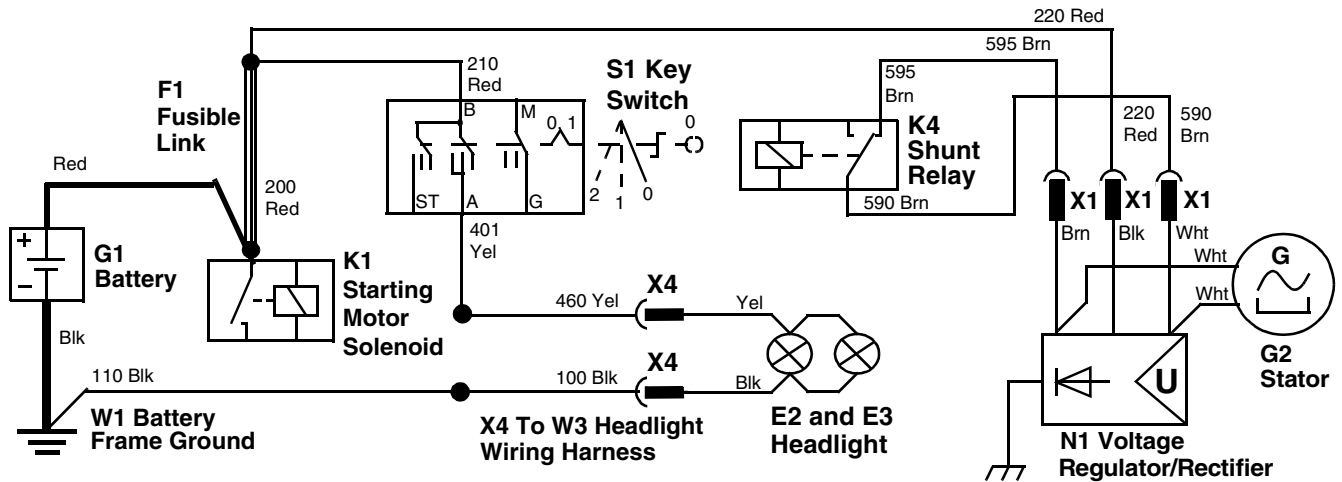 220 Red
595 Brn
210
Red
S1 Key
Switch
595
Brn
F1
Fusible
Link
B
M
0, 1
0
K4
Shunt
Relay
220
Red
590
Brn
Red
200
Red
ST
A
G
2
1
0
590 Brn
X1
X1
X1
401
Yel
Brn
Blk
Wht
Wht
G
+
−
G1
Battery
K1
Starting
Motor
Solenoid
460 Yel
X4
Yel
Wht
G2
Stator
Blk
110 Blk
100 Blk
X4
Blk
U
W1 Battery
Frame Ground
X4 To W3 Headlight
Wiring Harness
E2 and E3
Headlight
N1 Voltage
Regulator/Rectifier